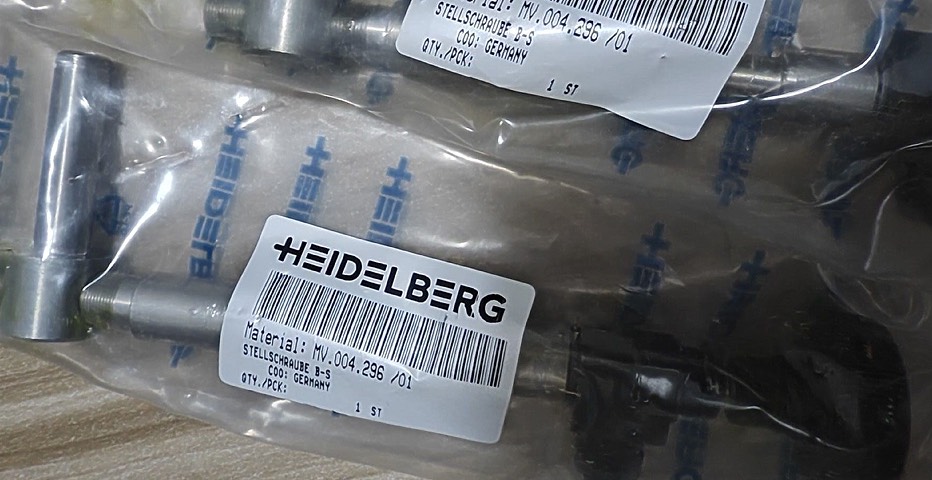 Material: MV.004.296 /01
STELLSCHRAUBE B-S
COO: GERMANY
QTY./PCK:
1 ST
HEIDELBERG
Material: MV.004.296 /01
STELLSCHRAUBE B-S
COO: GERMANY
QTY./PCK:
1 ST
HEIDELBERG